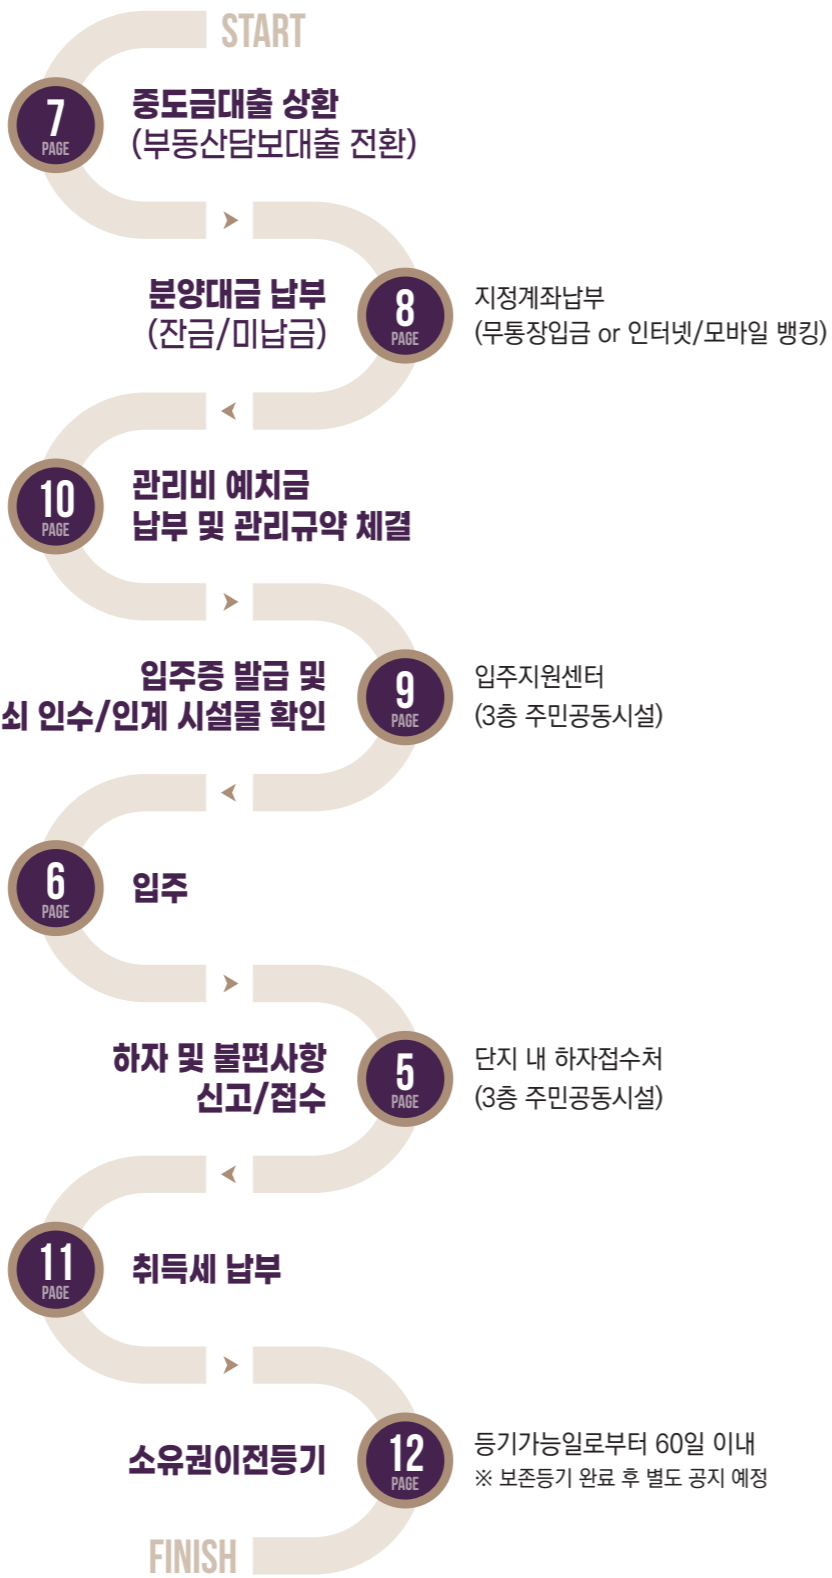 START
7
PAGE
중도금대출 상환
(부동산담보대출 전환)
분양대금 납부
(잔금/미납금)
8
PAGE
지정계좌납부
(무통장입금 or 인터넷/모바일 뱅킹)
10
PAGE
관리비 예치금
납부 및 관리규약 체결
입주증 발급 및
쇠 인수/인계 시설물 확인
9
PAGE
입주지원센터
(3층 주민공동시설)
6
PAGE
입주
하자 및 불편사항
신고/접수
5
PAGE
단지 내 하자접수처
(3층 주민공동시설)
11
PAGE
취득세 납부
소유권이전등기
12
PAGE
등기가능일로부터 60일 이내
※ 보존등기 완료 후 별도 공지 예정
FINISH